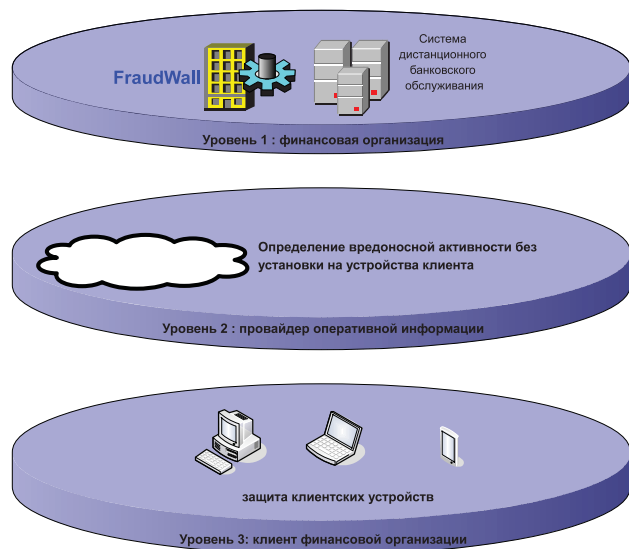 Система
дистанционного
банковского
обслуживания
FraudWall
Уровень 1 : финансовая организация
Определение вредоносной активности без
установки на устройства клиента
Уровень 2 : провайдер оперативной информации
защита клиентских устройств
Уровень 3: клиент финансовой организации